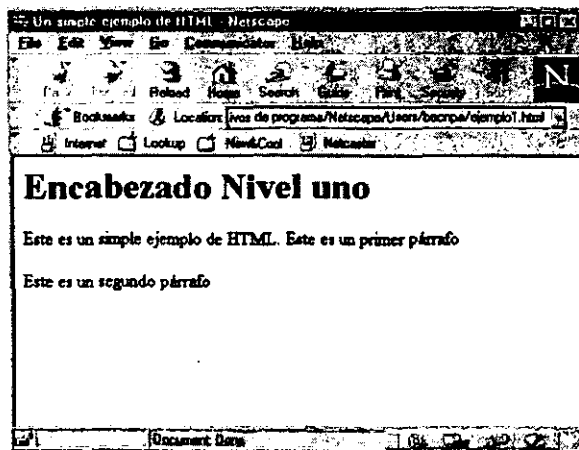 Un simple ejemplo de HTML - Netscape
File Edit View Go Communicator Help
Reload Home Search Guide Print Security
N
Bookmarks Location: ivos de programa/Netscape/Users/bacnpa/ejemplo1.html
Internet Lookup New&Cool Netcaster
Encabezado Nivel uno
Este es un simple ejemplo de HTML. Este es un primer párrafo
Este es un segundo párrafo
Document Done